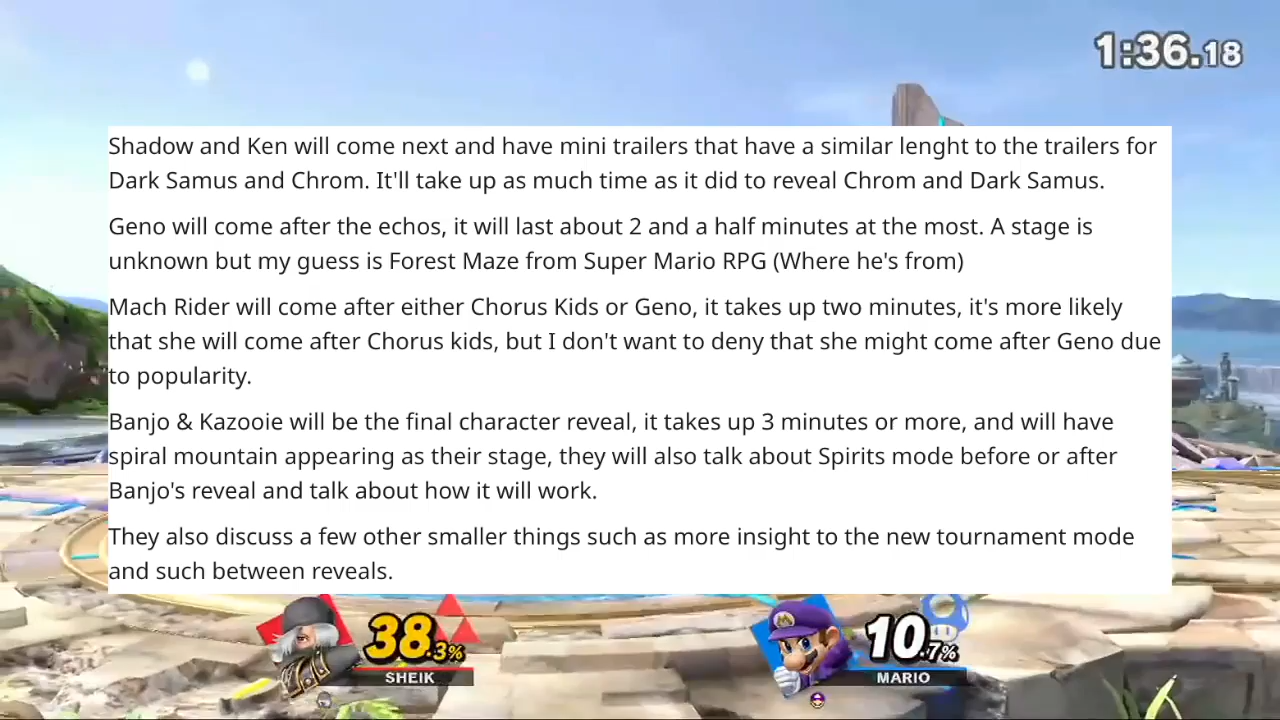 1:36.18
Shadow and Ken will come next and have mini trailers that have a similar lenght to the trailers for
Dark Samus and Chrom. It'll take up as much time as it did to reveal Chrom and Dark Samus.
Geno will come after the echos, it will last about 2 and a half minutes at the most. A stage is
unknown but my guess is Forest Maze from Super Mario RPG (Where he's from)
Mach Rider will come after either Chorus Kids or Geno, it takes up two minutes, it's more likely
that she will come after Chorus kids, but I don't want to deny that she might come after Geno due
to popularity.
Banjo & Kazooie will be the final character reveal, it takes up 3 minutes or more, and will have
spiral mountain appearing as their stage, they will also talk about Spirits mode before or after
Banjo's reveal and talk about how it will work.
They also discuss a few other smaller things such as more insight to the new tournament mode
and such between reveals.
38.3%
SHEIK
10.7%
MARIO